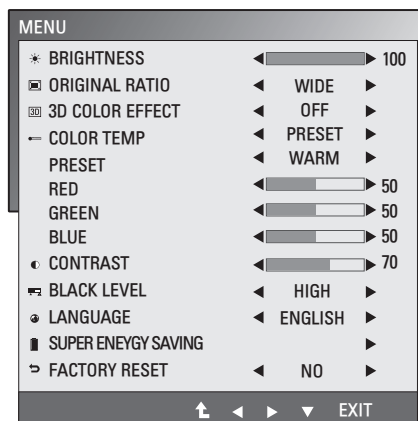 MENU
BRIGHTNESS 100
ORIGINAL RATIO WIDE
3D 3D COLOR EFFECT OFF
COLOR TEMP PRESET
PRESET WARM
RED 50
GREEN 50
BLUE 50
CONTRAST 70
BLACK LEVEL HIGH
LANGUAGE ENGLISH
SUPER ENEYGY SAVING
FACTORY RESET NO
EXIT